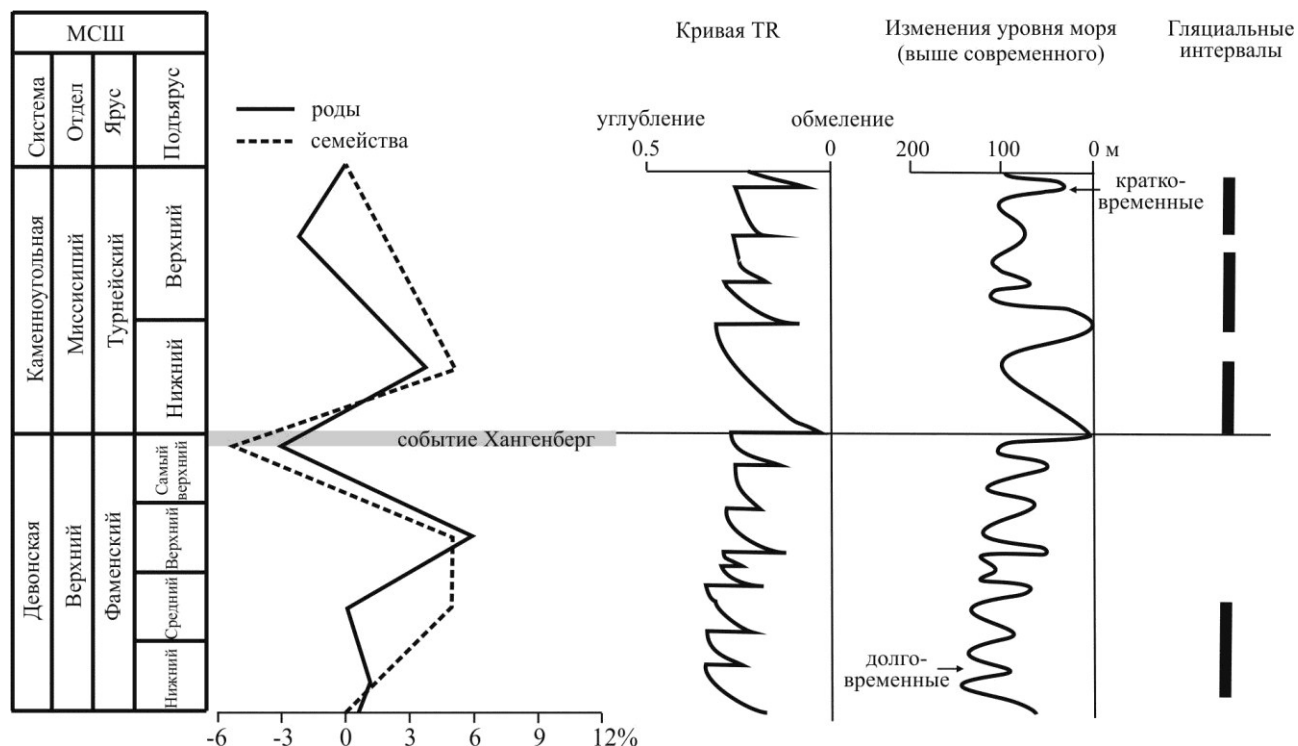 МСШ
Система
Отдел
Ярус
Подъярус
Каменноугольная
Миссисипий
Турнейский
Верхний
Нижний
Девонская
Верхний
Фаменский
Самый
верхний
Верхний
Средний
Нижний
роды
семейства
событие Хангенберг
-6 -3 0 3 6 9 12%
Кривая TR
углубление обмеление
0.5 0
Изменения уровня моря
(выше современного)
200 100 0 м
кратко-
временные
долго-
временные
Гляциальные
интервалы